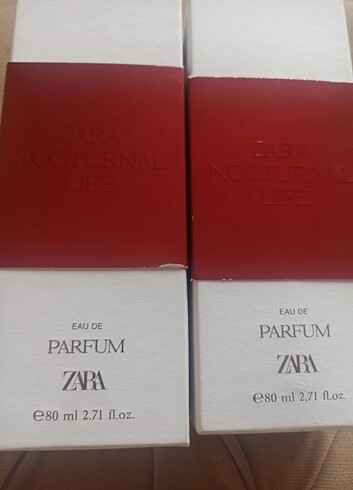 ZARA
NOCTURNAL
LIFE
EAU DE
PARFUM
ZARA
℮80 ml 2.71 fl.oz.
ZARA
NOCTURNAL
LIFE
EAU DE
PARFUM
ZARA
℮80 ml 2.71 fl.oz.